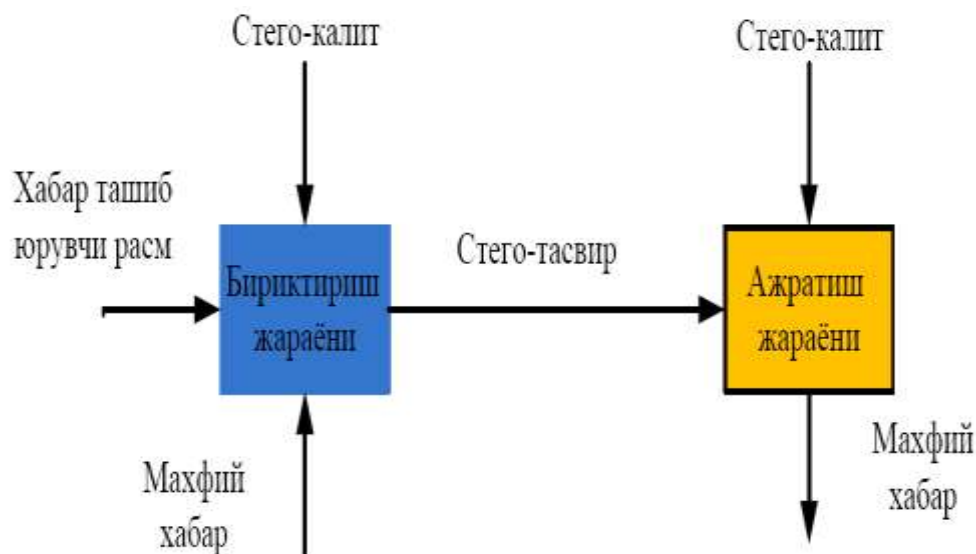 Стего-калит
Стего-калит
Хабар ташиб
юрувчи расм
Бириктириш
жараёни
Стего-тасвир
Ажратиш
жараёни
Махфий
хабар
Махфий
хабар